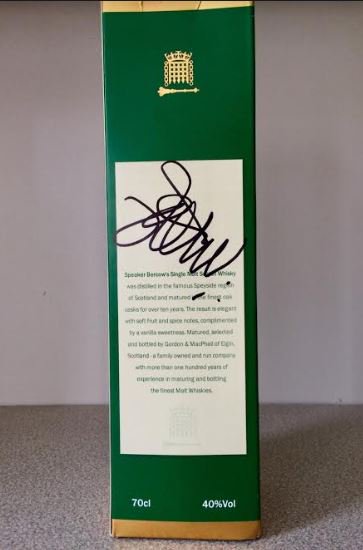 Speaker Bercow's Single Malt Scotch Whisky
was distilled in the famous Speyside region
of Scotland and matured in the finest oak
casks for over ten years. The result is elegant
with soft fruit and spice notes, complimented
by a vanilla sweetness. Matured, selected
and bottled by Gordon & MacPhail of Elgin,
Scotland - a family owned and run company
with more than one hundred years of
experience in maturing and bottling
the finest Malt Whiskies.
70cl 40%Vol